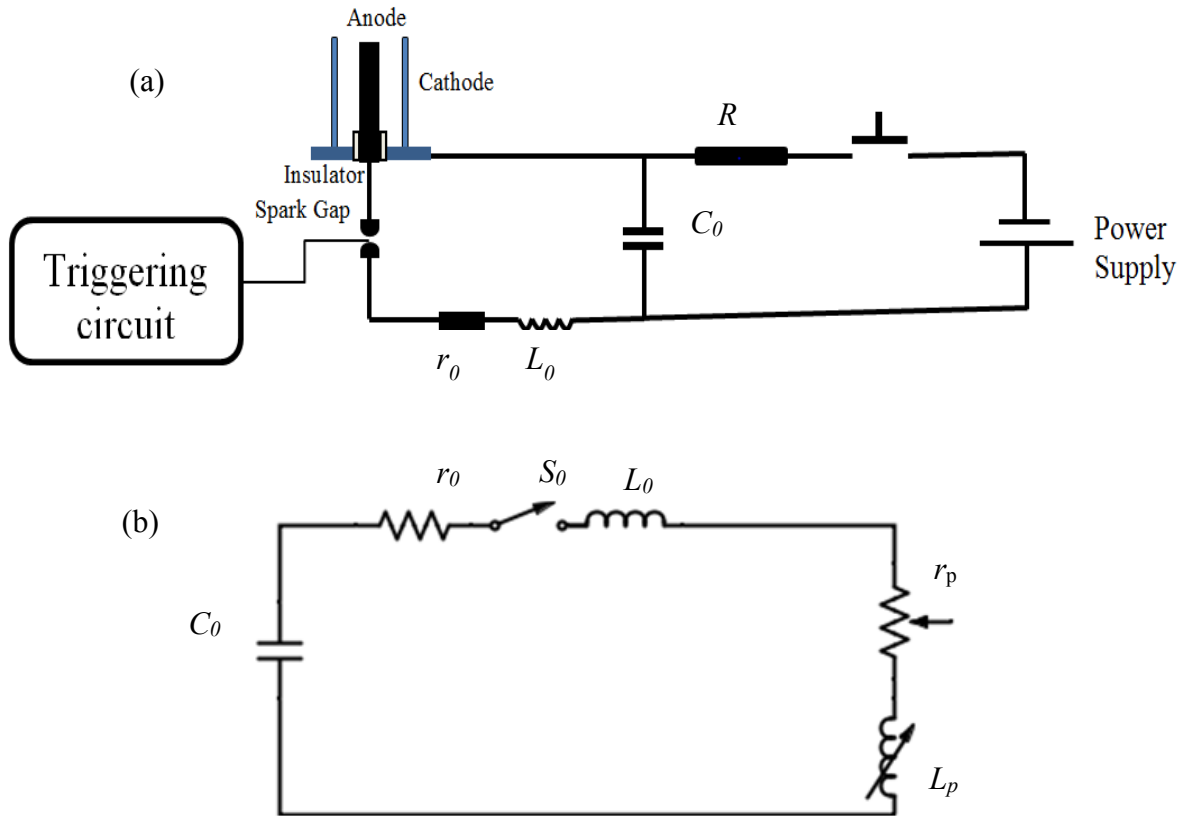 Anode
(a)
Cathode
R
Insulator
Spark Gap
C0
Triggering
circuit
Power
Supply
r0
L0
r0
S0
L0
(b)
rp
C0
Lp